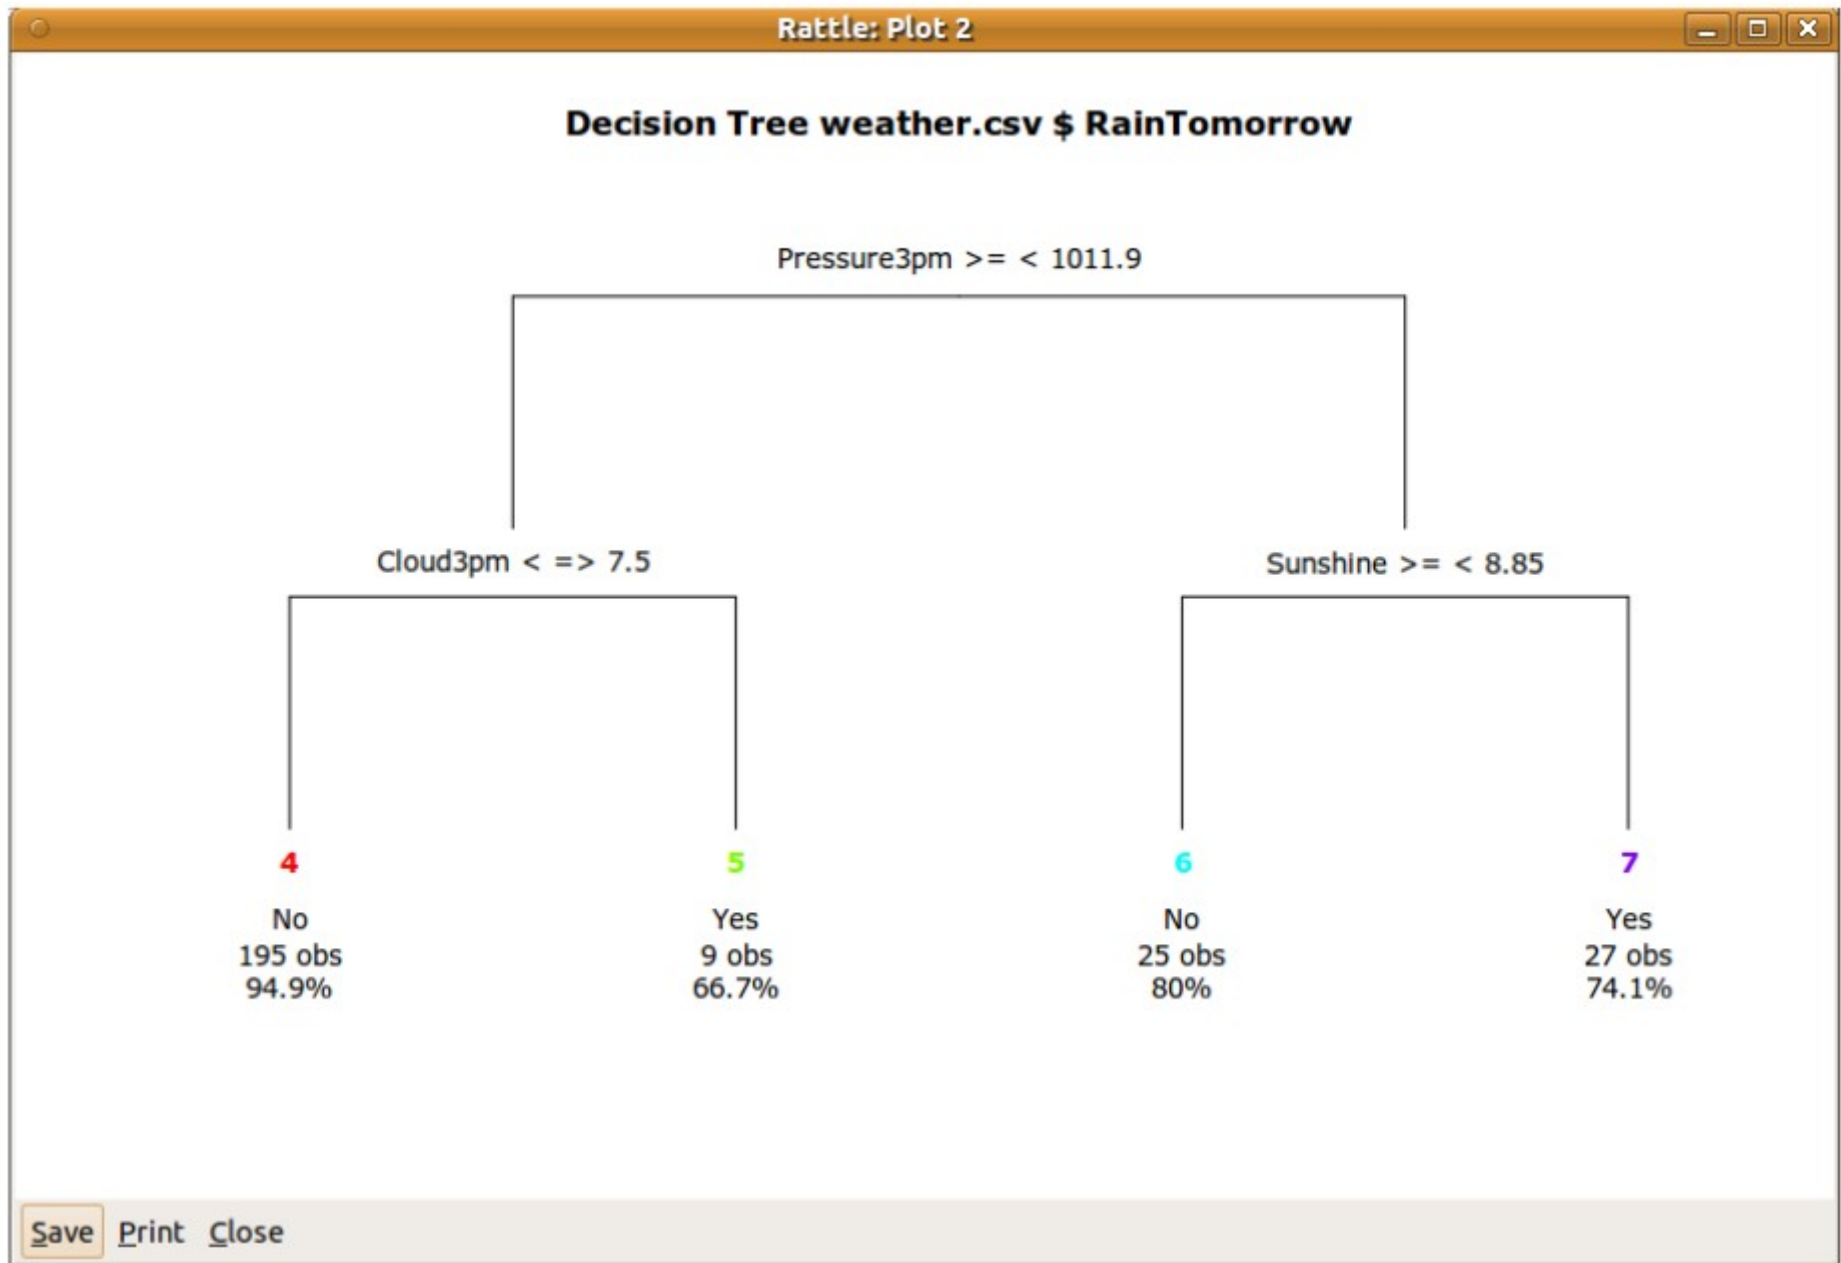 Rattle: Plot 2
Decision Tree weather.csv $ RainTomorrow
Pressure3pm >= < 1011.9
Cloud3pm < => 7.5
Sunshine >= < 8.85
4
5
6
7
No
Yes
No
Yes
195 obs
9 obs
25 obs
27 obs
94.9%
66.7%
80%
74.1%
Save Print Close